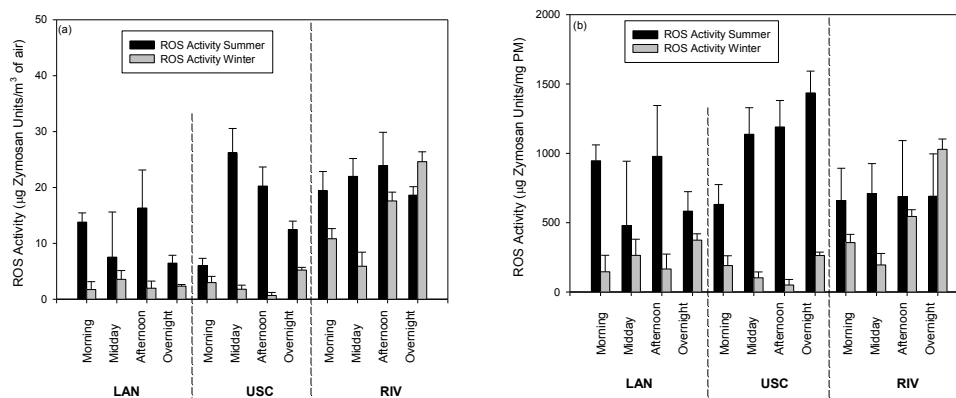 (a)
ROS Activity Summer
ROS Activity Winter
ROS Activity (µg Zymosan Units/m³ of air)
50
40
30
20
10
0
Morning
Midday
Afternoon
Overnight
Morning
Midday
Afternoon
Overnight
Morning
Midday
Afternoon
Overnight
LAN
USC
RIV
(b)
ROS Activity Summer
ROS Activity Winter
ROS Activity (µg Zymosan Units/mg PM)
2000
1500
1000
500
0
Morning
Midday
Afternoon
Overnight
Morning
Midday
Afternoon
Overnight
Morning
Midday
Afternoon
Overnight
LAN
USC
RIV